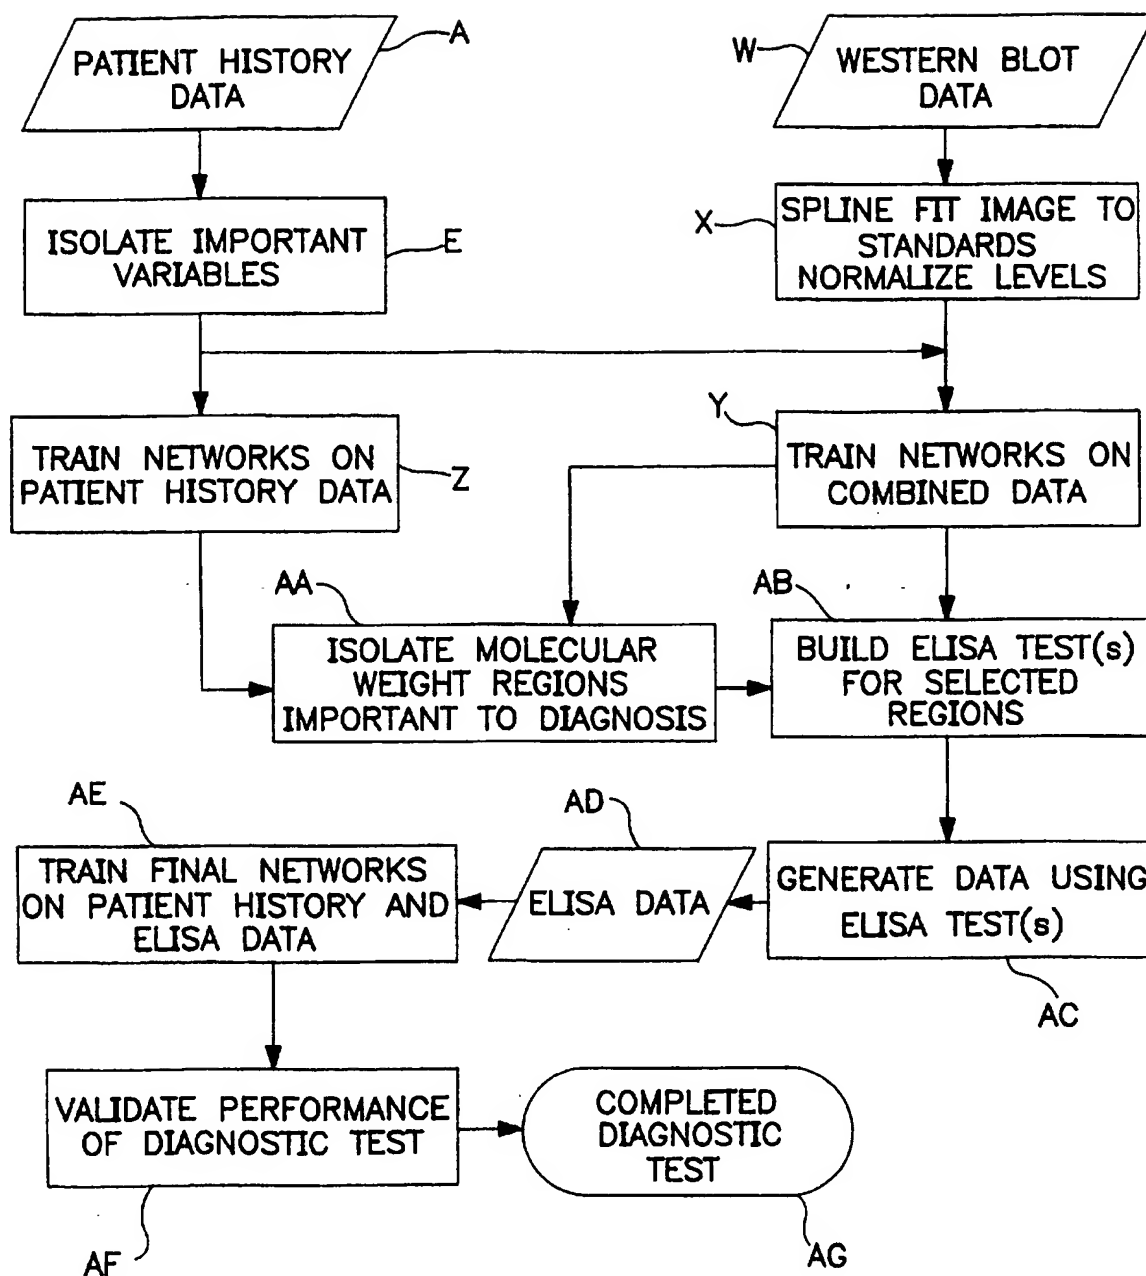 PATIENT HISTORY
DATA
A
W
WESTERN BLOT
DATA
ISOLATE IMPORTANT
VARIABLES
E
X
SPLINE FIT IMAGE TO
STANDARDS
NORMALIZE LEVELS
TRAIN NETWORKS ON
PATIENT HISTORY DATA
Z
Y
TRAIN NETWORKS ON
COMBINED DATA
AA
ISOLATE MOLECULAR
WEIGHT REGIONS
IMPORTANT TO DIAGNOSIS
AB
BUILD ELISA TEST(s)
FOR SELECTED
REGIONS
AE
TRAIN FINAL NETWORKS
ON PATIENT HISTORY AND
ELISA DATA
AD
ELISA DATA
GENERATE DATA USING
ELISA TEST(s)
AC
VALIDATE PERFORMANCE
OF DIAGNOSTIC TEST
AF
COMPLETED
DIAGNOSTIC
TEST
AG